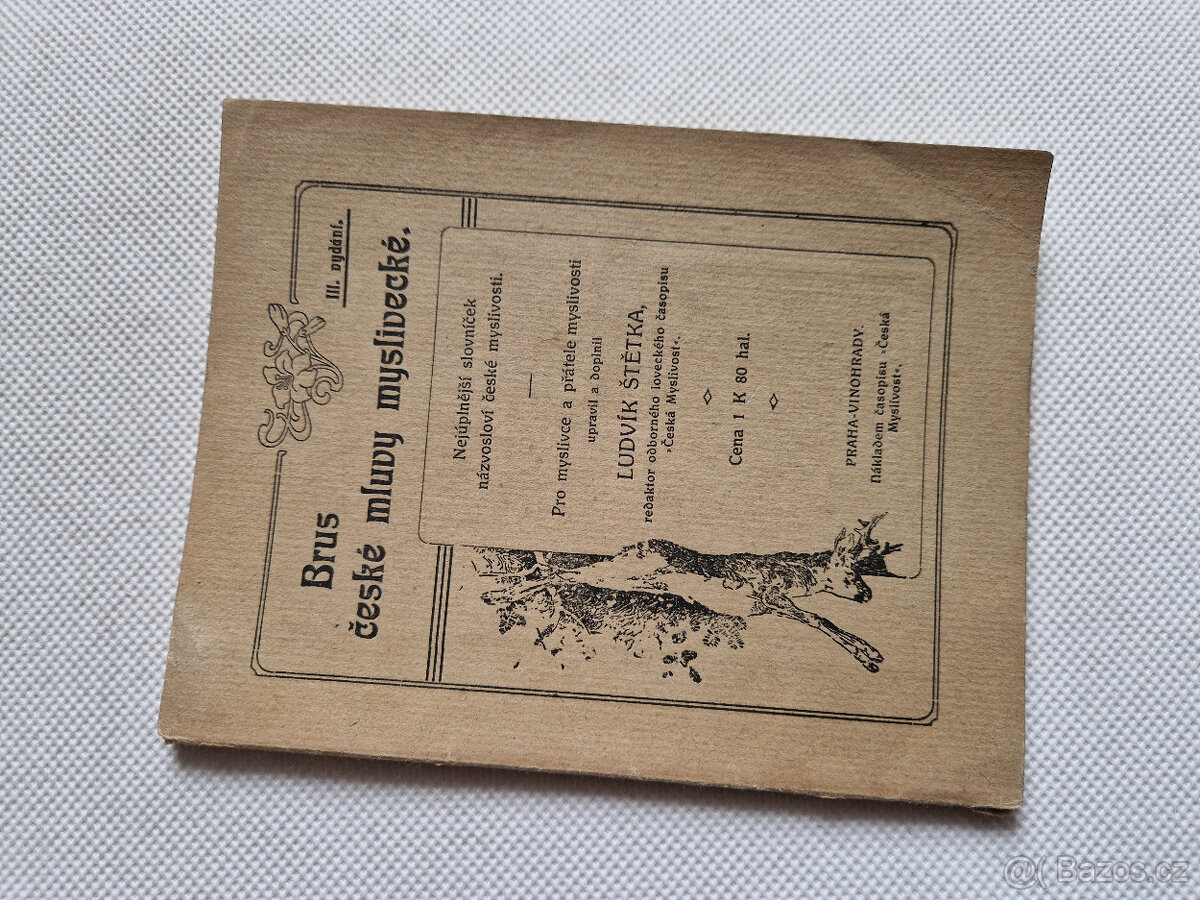 III. vydání.
Brus
české mluvy myslivecké.
Nejúplnější slovníček
názvosloví české myslivosti.
Pro myslivce a přátele myslivosti
upravil a doplnil
LUDVÍK ŠTĚTKA,
redaktor odborného loveckého časopisu
»Česká Myslivost«.
Cena 1 K 80 hal.
PRAHA-VINOHRADY.
Nákladem časopisu »Česká
Myslivost«.
Bazos.cz